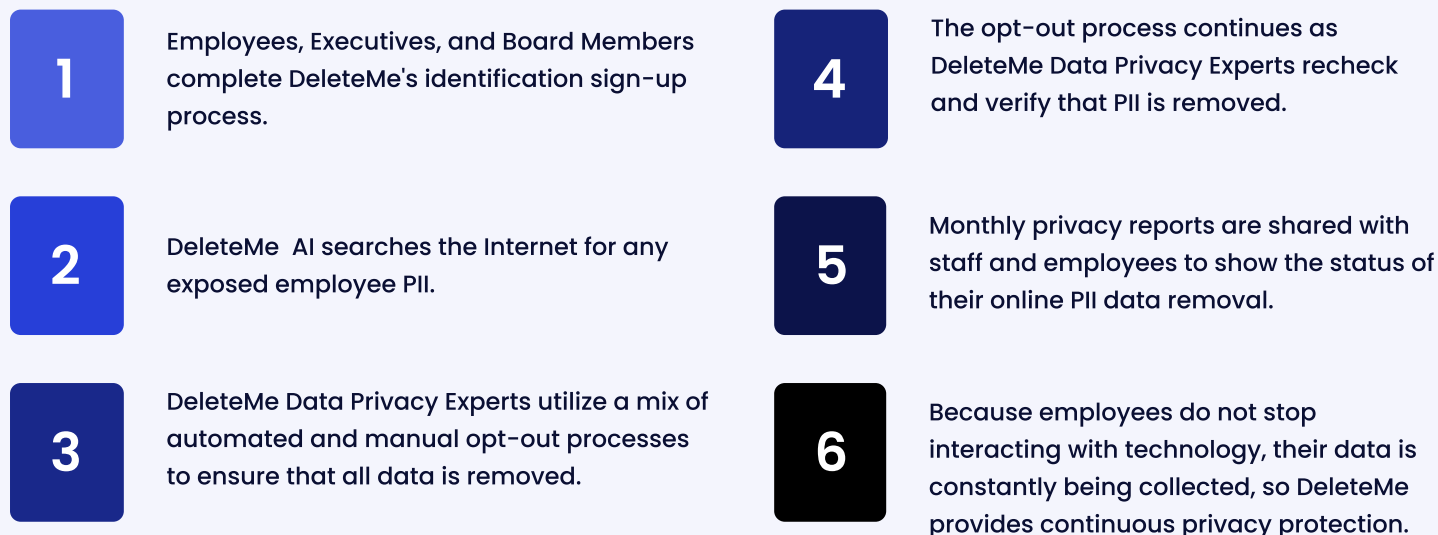 1
Employees, Executives, and Board Members
complete DeleteMe's identification sign-up
process.
2
DeleteMe  AI searches the Internet for any
exposed employee PII.
3
DeleteMe Data Privacy Experts utilize a mix of
automated and manual opt-out processes
to ensure that all data is removed.
4
The opt-out process continues as
DeleteMe Data Privacy Experts recheck
and verify that PII is removed.
5
Monthly privacy reports are shared with
staff and employees to show the status of
their online PII data removal.
6
Because employees do not stop
interacting with technology, their data is
constantly being collected, so DeleteMe
provides continuous privacy protection.